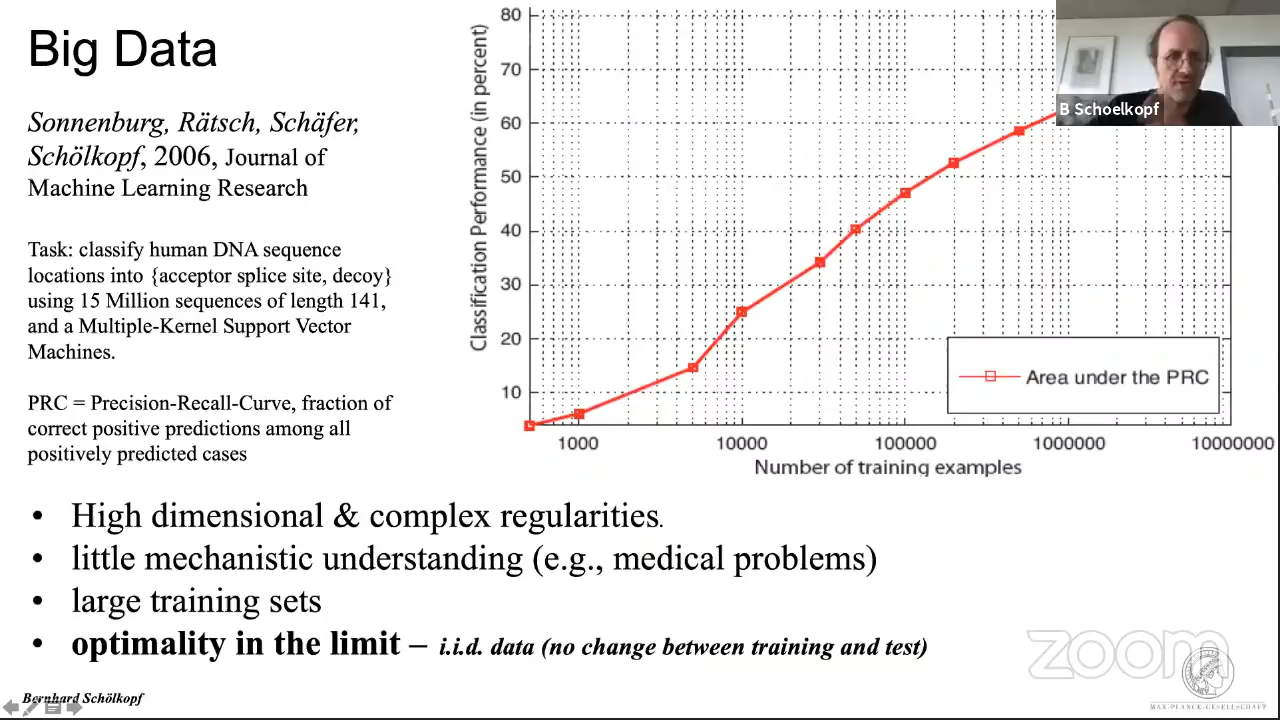 Big Data
Sonnenburg, Rätsch, Schäfer,
Schölkopf, 2006, Journal of
Machine Learning Research
Task: classify human DNA sequence
locations into {acceptor splice site, decoy}
using 15 Million sequences of length 141,
and a Multiple-Kernel Support Vector
Machines.
PRC = Precision-Recall-Curve, fraction of
correct positive predictions among all
positively predicted cases
Classification Performance (in percent)
80
70
60
50
40
30
20
10
1000 10000 100000 1000000 10000000
Number of training examples
Area under the PRC
B Schoelkopf
• High dimensional & complex regularities.
• little mechanistic understanding (e.g., medical problems)
• large training sets
• optimality in the limit – i.i.d. data (no change between training and test)
zoom
Bernhard Schölkopf
MAX-PLANCK-GESELLSCHAFT